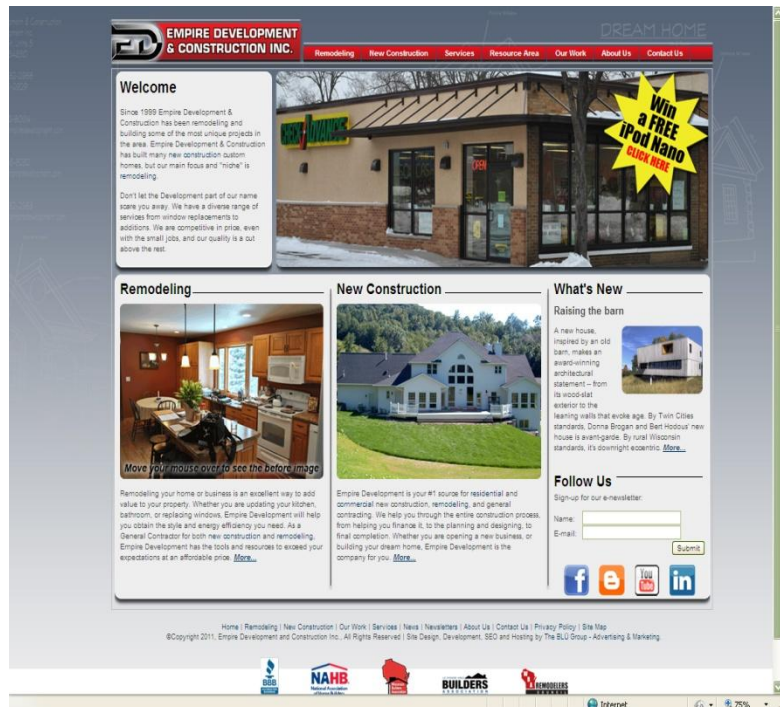 EMPIRE DEVELOPMENT
& CONSTRUCTION INC.
DREAM HOME
Remodeling New Construction Services Resource Area Our Work About Us Contact Us
Welcome
Since 1999 Empire Development &
Construction has been remodeling and
building some of the most unique projects in
the area. Empire Development & Construction
has built many new construction custom
homes, but our main focus and "niche" is
remodeling.
Don't let the Development part of our name
scare you away. We have a diverse range of
services from window replacements to
additions. We are competitive in price, even
with the small jobs, and our quality is a cut
above the rest.
CHECK ADVANCE
OPEN
Win
a FREE
iPod Nano
CLICK HERE
Remodeling
Move your mouse over to see the before image
Remodeling your home or business is an excellent way to add
value to your property. Whether you are updating your kitchen,
bathroom, or replacing windows, Empire Development will help
you obtain the style and energy efficiency you need. As a
General Contractor for both new construction and remodeling,
Empire Development has the tools and resources to exceed your
expectations at an affordable price. More...
New Construction
Empire Development is your #1 source for residential and
commercial new construction, remodeling, and general
contracting. We help you through the entire construction process,
from helping you finance it, to the planning and designing, to
final completion. Whether you are opening a new business, or
building your dream home, Empire Development is the
company for you. More...
What's New
Raising the barn
A new house,
inspired by an old
barn, makes an
award-winning
architectural
statement – from
its wood-slat
exterior to the
leaning walls that evoke age. By Twin Cities
standards, Donna Brogan and Bert Hodous' new
house is avant-garde. By rural Wisconsin
standards, it's downright eccentric. More...
Follow Us
Sign-up for our e-newsletter:
Name:
E-mail:
Submit
You
Tube
in
Home | Remodeling | New Construction | Our Work | Services | News | Newsletters | About Us | Contact Us | Privacy Policy | Site Map
©Copyright 2011, Empire Development and Construction Inc., All Rights Reserved | Site Design, Development, SEO and Hosting by The BLÜ Group - Advertising & Marketing.
BBB
NAHB
National Association
of Home Builders
BUILDERS
ASSOCIATION
REMODELERS
COUNCIL
Internet
75%